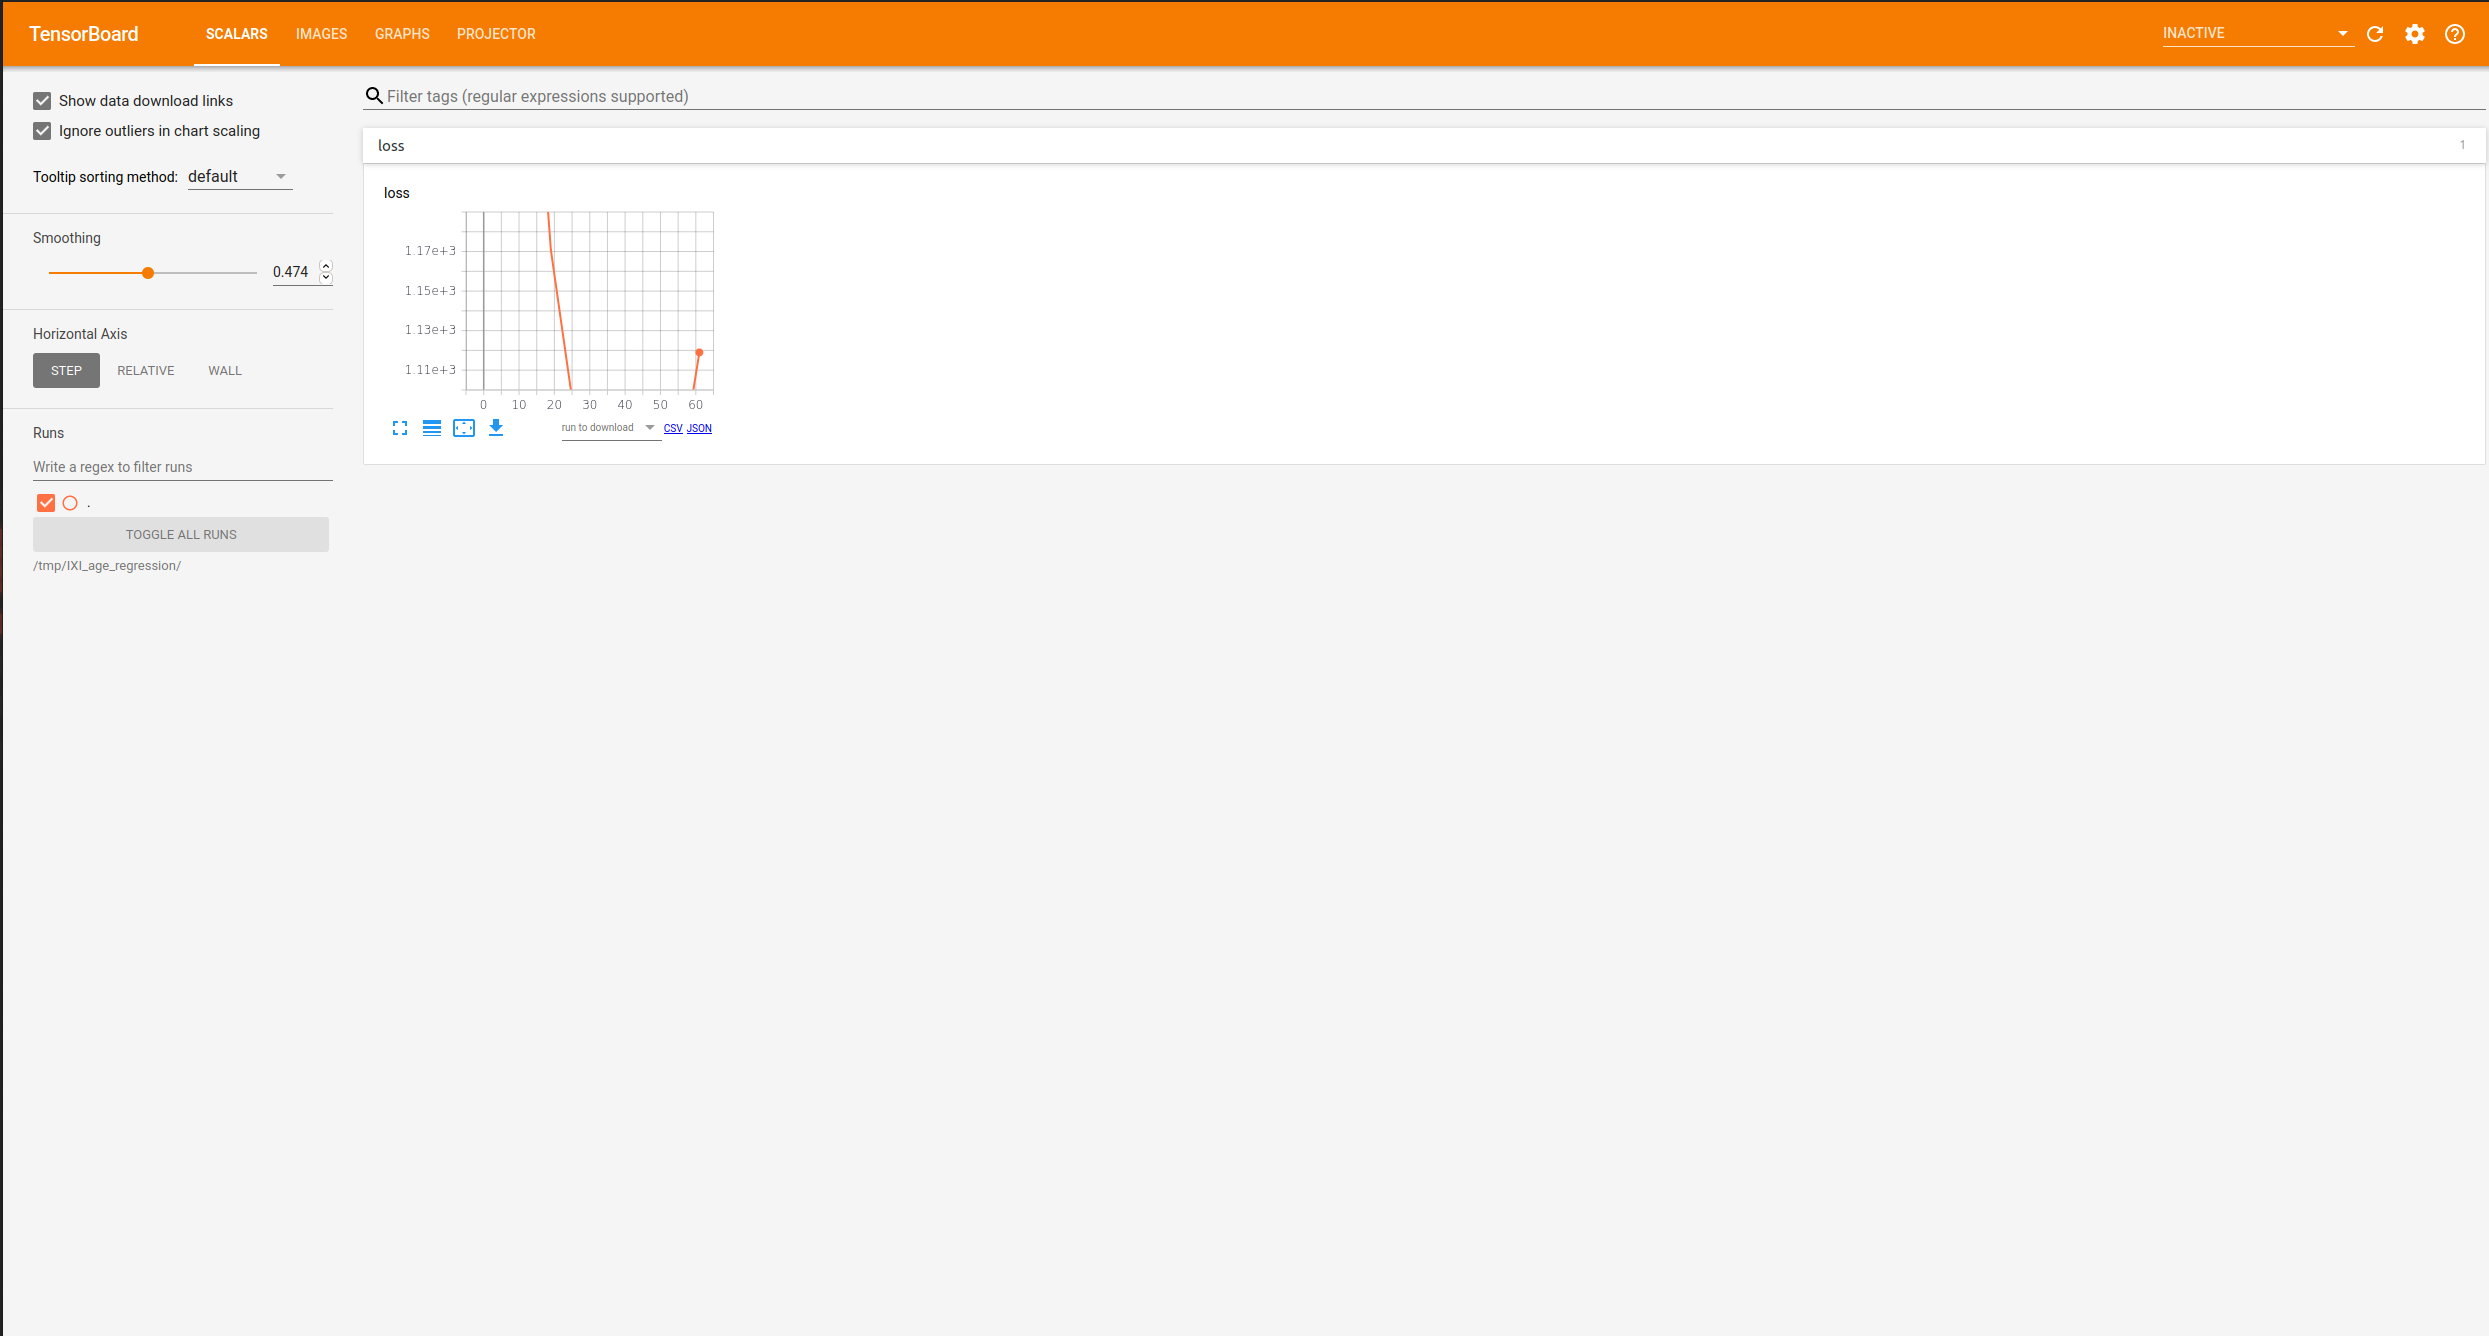 TensorBoard SCALARS IMAGES GRAPHS PROJECTOR INACTIVE
Show data download links
Ignore outliers in chart scaling
Tooltip sorting method: default
Smoothing
0.474
Horizontal Axis
STEP RELATIVE WALL
Runs
Write a regex to filter runs
.
TOGGLE ALL RUNS
/tmp/IXI_age_regression/
Filter tags (regular expressions supported)
loss 1
loss
1.17e+3
1.15e+3
1.13e+3
1.11e+3
0 10 20 30 40 50 60
run to download CSV JSON